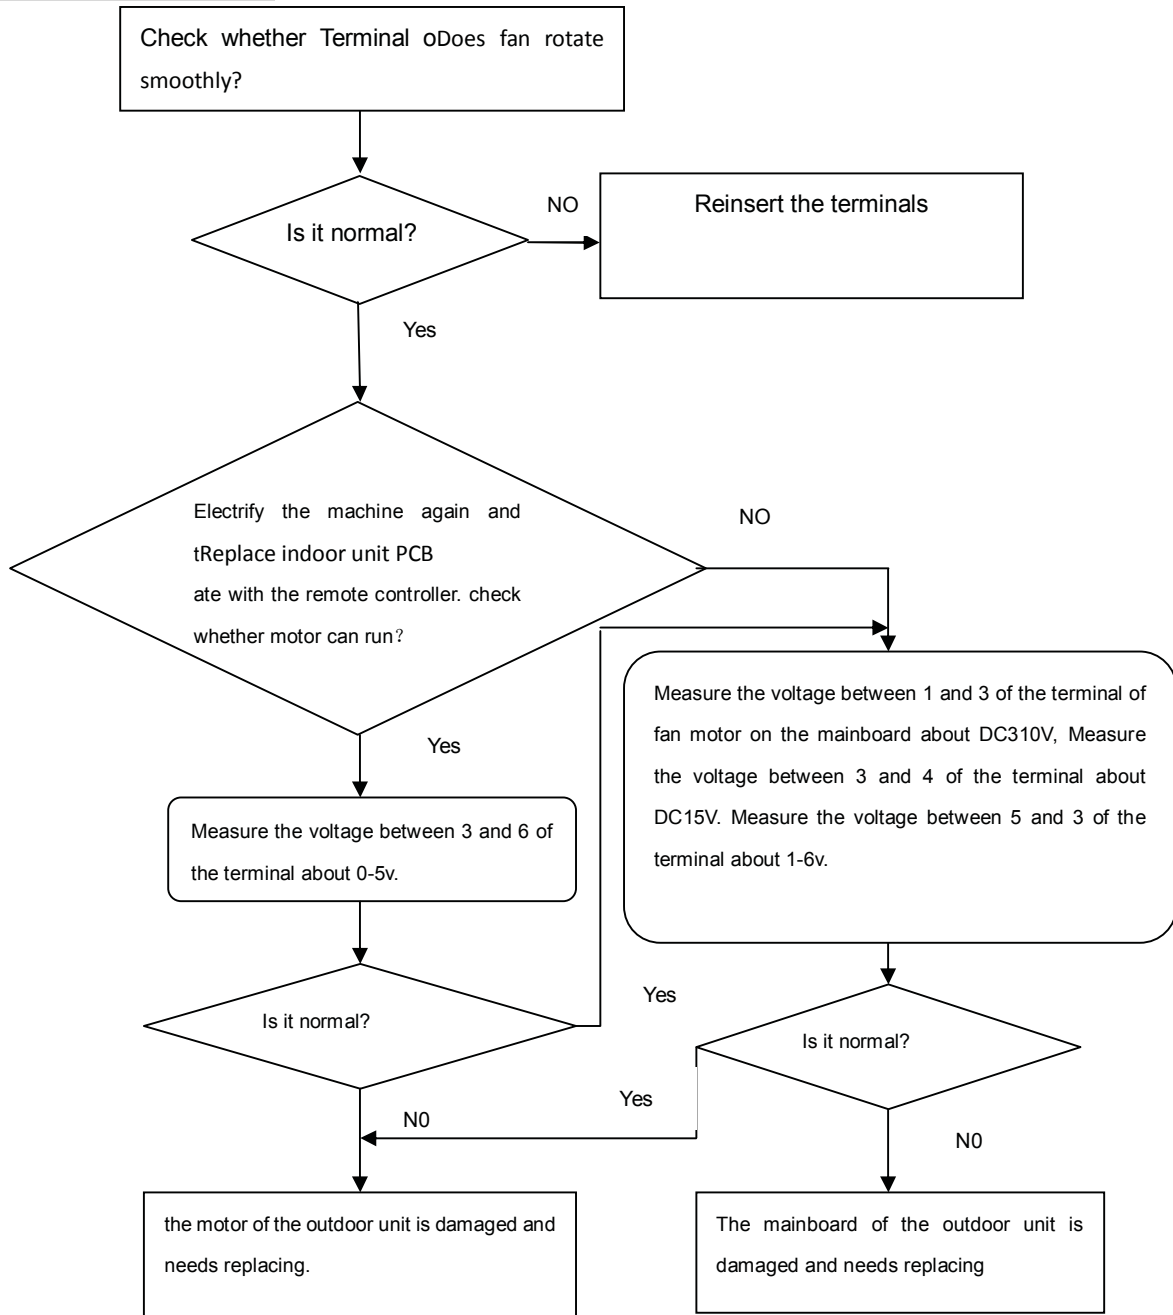 Check whether Terminal oDoes fan rotate
smoothly?
Is it normal?
NO
Reinsert the terminals
Yes
Electrify the machine again and
tReplace indoor unit PCB
ate with the remote controller. check
whether motor can run？
NO
Yes
Measure the voltage between 1 and 3 of the terminal of
fan motor on the mainboard about DC310V, Measure
the voltage between 3 and 4 of the terminal about
DC15V. Measure the voltage between 5 and 3 of the
terminal about 1-6v.
Measure the voltage between 3 and 6 of
the terminal about 0-5v.
Is it normal?
Yes
Is it normal?
Yes
N0
N0
the motor of the outdoor unit is damaged and
needs replacing.
The mainboard of the outdoor unit is
damaged and needs replacing